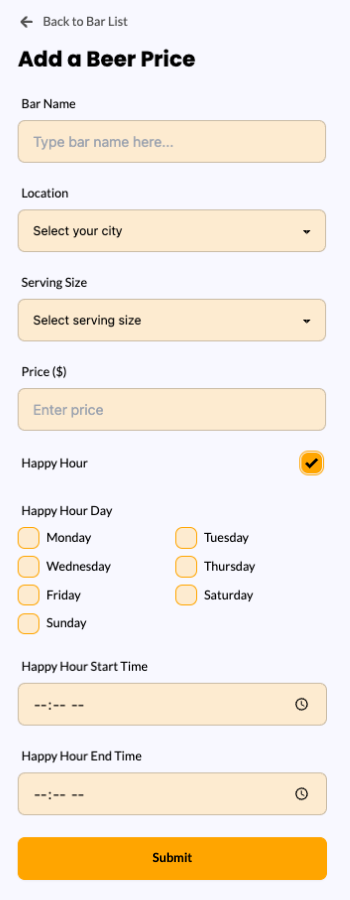 Back to Bar List
Add a Beer Price
Bar Name
Type bar name here...
Location
Select your city
Serving Size
Select serving size
Price ($)
Enter price
Happy Hour
Happy Hour Day
Monday Tuesday
Wednesday Thursday
Friday Saturday
Sunday
Happy Hour Start Time
--:-- --
Happy Hour End Time
--:-- --
Submit